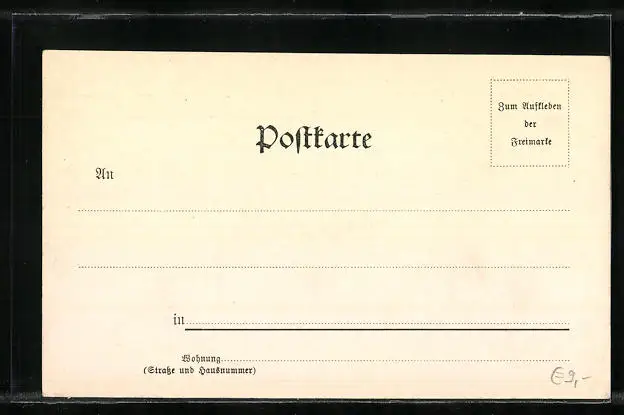 Zum Aufkleben
der
Freimarke
Postkarte
An
in
Wohnung
(Straße und Hausnummer)
€9,-